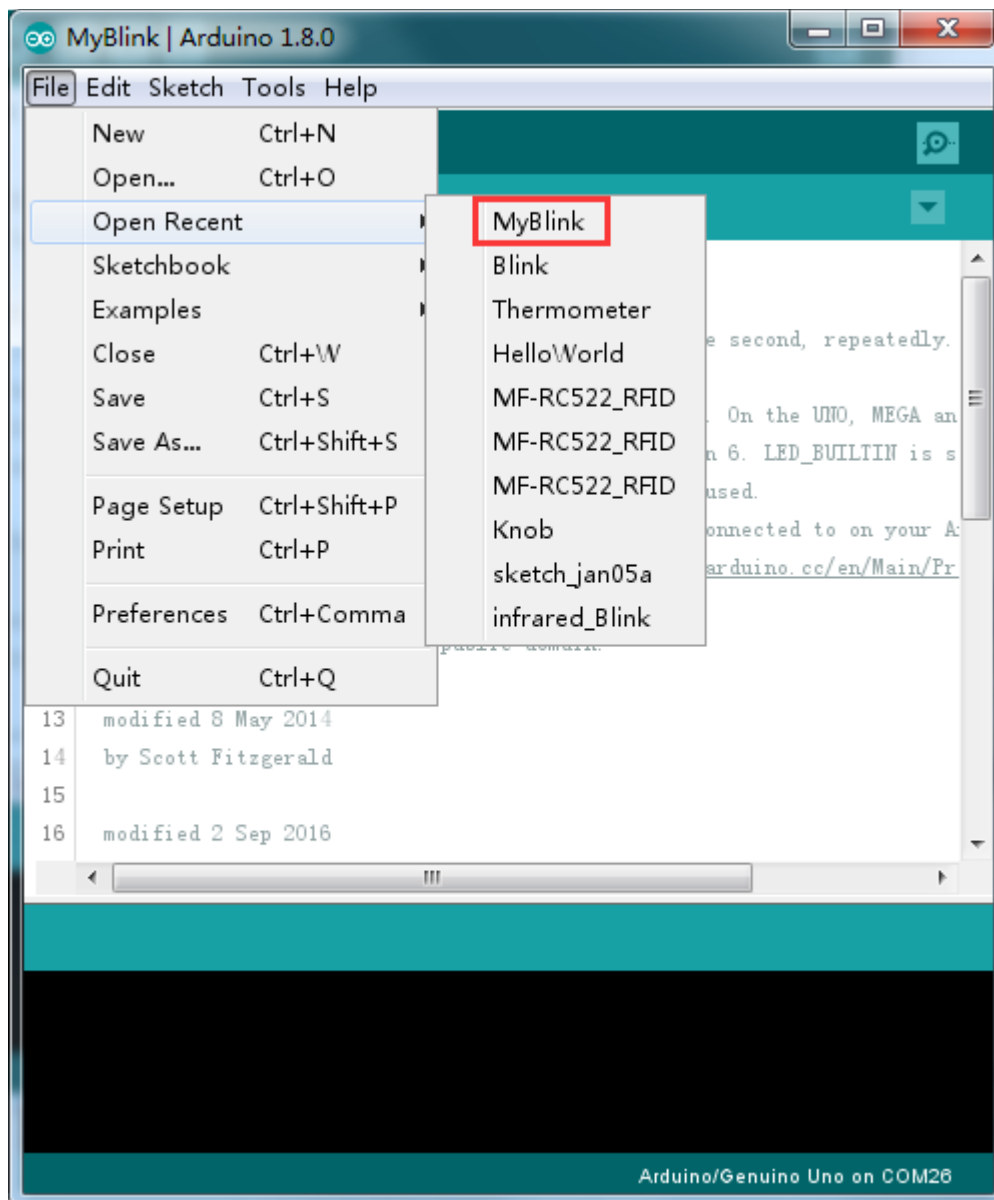 MyBlink | Arduino 1.8.0
File Edit Sketch Tools Help
New Ctrl+N
Open... Ctrl+O
Open Recent
Sketchbook
Examples
Close Ctrl+W
Save Ctrl+S
Save As... Ctrl+Shift+S
Page Setup Ctrl+Shift+P
Print Ctrl+P
Preferences Ctrl+Comma
Quit Ctrl+Q
MyBlink
Blink
Thermometer
HelloWorld
MF-RC522_RFID
MF-RC522_RFID
MF-RC522_RFID
Knob
sketch_jan05a
infrared_Blink
second, repeatedly.
. On the UNO, MEGA an
6. LED_BUILTIN is s
used.
onnected to on your A
arduino.cc/en/Main/Pr
domain.
13 modified 8 May 2014
14 by Scott Fitzgerald
15
16 modified 2 Sep 2016
Arduino/Genuino Uno on COM26